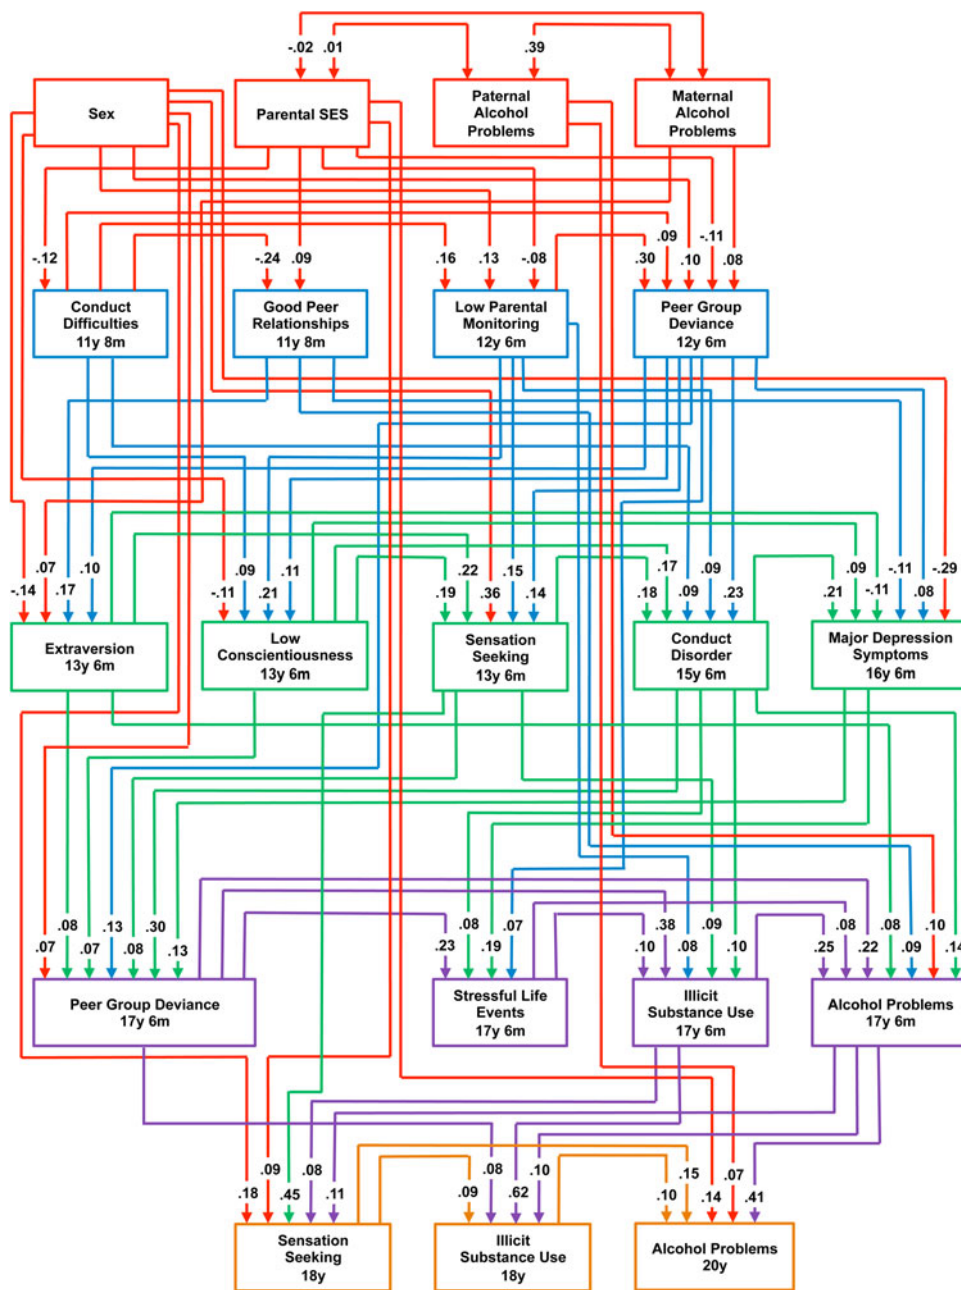 -.02 .01 .39
Sex
Parental SES
Paternal
Alcohol
Problems
Maternal
Alcohol
Problems
-.12 -.24 .09 .16 .13 -.08 .30 .09 .10 -.11 .08
Conduct
Difficulties
11y 8m
Good Peer
Relationships
11y 8m
Low Parental
Monitoring
12y 6m
Peer Group
Deviance
12y 6m
-.14 .07 .17 .10 -.11 .09 .21 .11 .19 .22 .36 .15 .14 .18 .17 .09 .09 .23 .21 .09 -.11 -.11 .08 -.29
Extraversion
13y 6m
Low
Conscientiousness
13y 6m
Sensation
Seeking
13y 6m
Conduct
Disorder
15y 6m
Major Depression
Symptoms
16y 6m
.07 .08 .07 .13 .08 .30 .13 .23 .08 .19 .07 .10 .38 .08 .09 .10 .25 .08 .22 .08 .09 .10 .14
Peer Group Deviance
17y 6m
Stressful Life
Events
17y 6m
Illicit
Substance Use
17y 6m
Alcohol Problems
17y 6m
.18 .09 .45 .08 .11 .09 .08 .62 .10 .10 .15 .14 .07 .41
Sensation
Seeking
18y
Illicit
Substance Use
18y
Alcohol Problems
20y